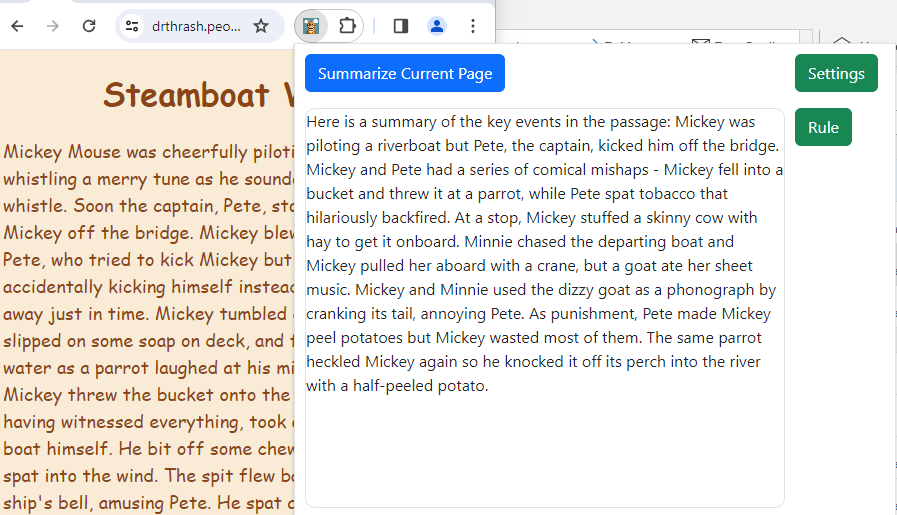 drthrash.peo...
Summarize Current Page
Settings
Rule
Here is a summary of the key events in the passage: Mickey was
piloting a riverboat but Pete, the captain, kicked him off the bridge.
Mickey and Pete had a series of comical mishaps - Mickey fell into a
bucket and threw it at a parrot, while Pete spat tobacco that
hilariously backfired. At a stop, Mickey stuffed a skinny cow with
hay to get it onboard. Minnie chased the departing boat and
Mickey pulled her aboard with a crane, but a goat ate her sheet
music. Mickey and Minnie used the dizzy goat as a phonograph by
cranking its tail, annoying Pete. As punishment, Pete made Mickey
peel potatoes but Mickey wasted most of them. The same parrot
heckled Mickey again so he knocked it off its perch into the river
with a half-peeled potato.
Steamboat
Mickey Mouse was cheerfully piloti
whistling a merry tune as he sound
whistle. Soon the captain, Pete, sto
Mickey off the bridge. Mickey blew
Pete, who tried to kick Mickey but
accidentally kicking himself instead
away just in time. Mickey tumbled
slipped on some soap on deck, and t
water as a parrot laughed at his mi
Mickey threw the bucket onto the
having witnessed everything, took
boat himself. He bit off some chew
spat into the wind. The spit flew ba
ship's bell, amusing Pete. He spat